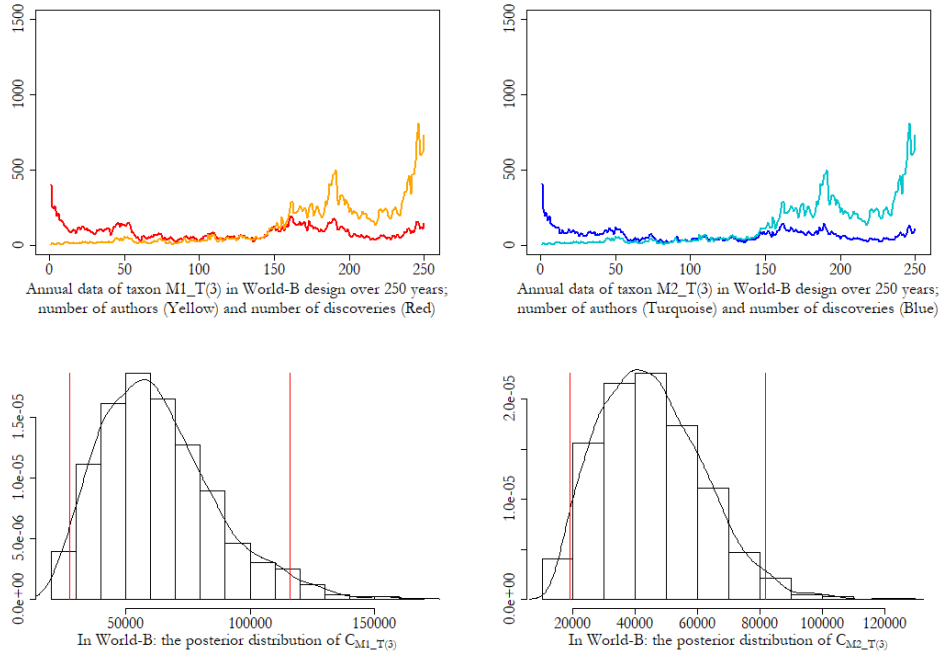 1500
1000
500
0
0 50 100 150 200 250
Annual data of taxon M1_T(3) in World-B design over 250 years;
number of authors (Yellow) and number of discoveries (Red)
1500
1000
500
0
0 50 100 150 200 250
Annual data of taxon M2_T(3) in World-B design over 250 years;
number of authors (Turquoise) and number of discoveries (Blue)
1.5e-05
1.0e-05
5.0e-06
0.0e+00
50000 100000 150000
In World-B: the posterior distribution of C_M1_T(3)
2.0e-05
1.0e-05
0.0e+00
20000 40000 60000 80000 100000 120000
In World-B: the posterior distribution of C_M2_T(3)